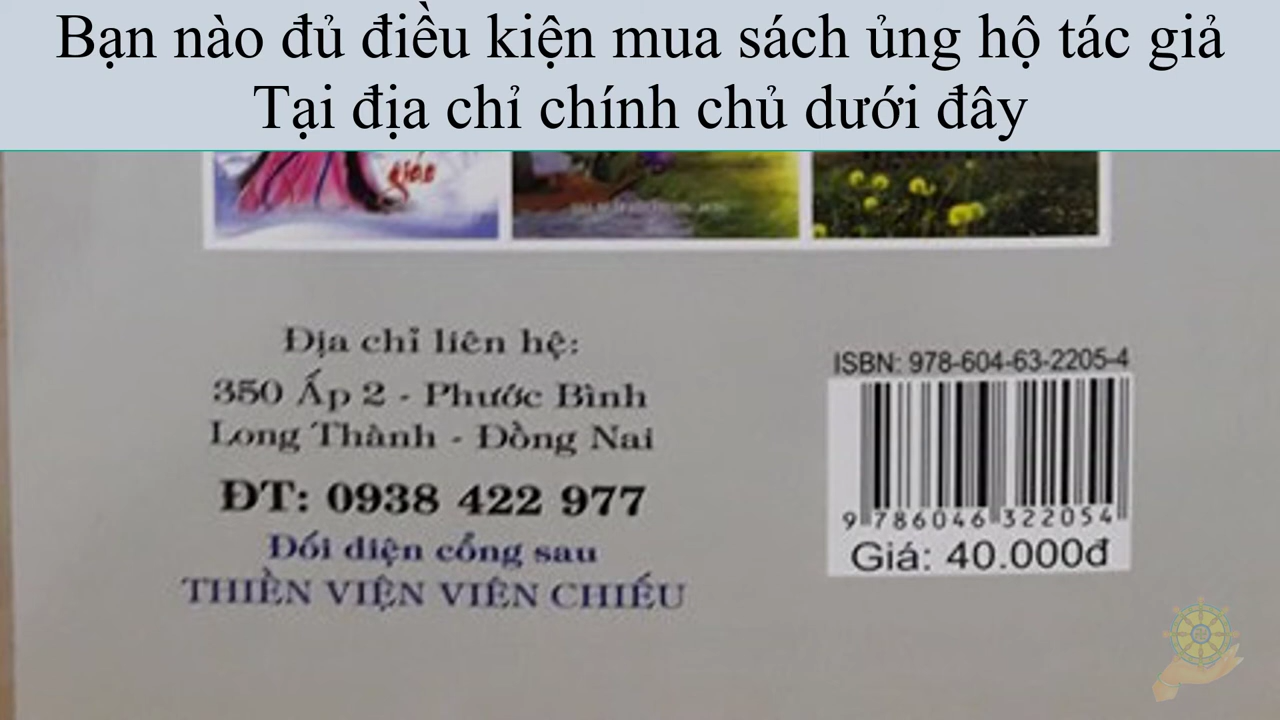 Bạn nào đủ điều kiện mua sách ủng hộ tác giả
Tại địa chỉ chính chủ dưới đây
giác
Địa chỉ liên hệ:
350 Ấp 2 - Phước Bình
Long Thành - Đồng Nai
ĐT: 0938 422 977
Đối diện cổng sau
THIỀN VIỆN VIÊN CHIẾU
ISBN: 978-604-63-2205-4
9 786046 322054
Giá: 40.000đ